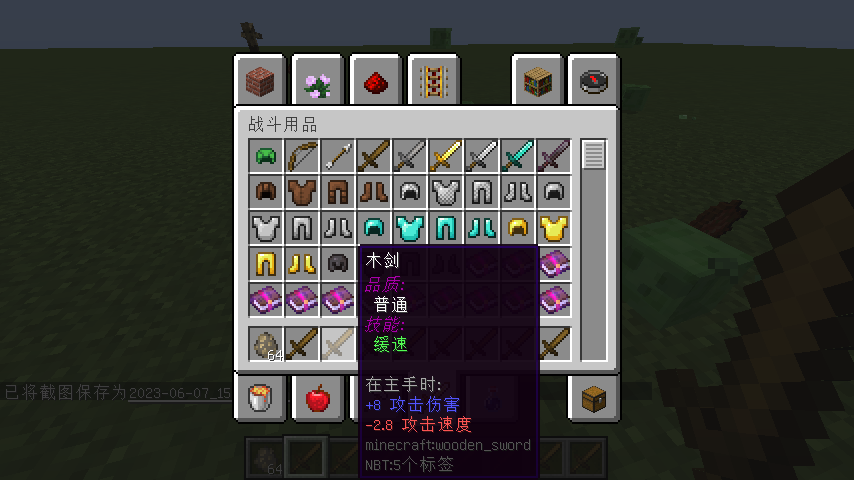 战斗用品
木剑
品质:
普通
技能:
缓速
64
在主手时:
+8 攻击伤害
-2.8 攻击速度
minecraft:wooden_sword
NBT:5个标签
已将截图保存为2023-06-07_15
64